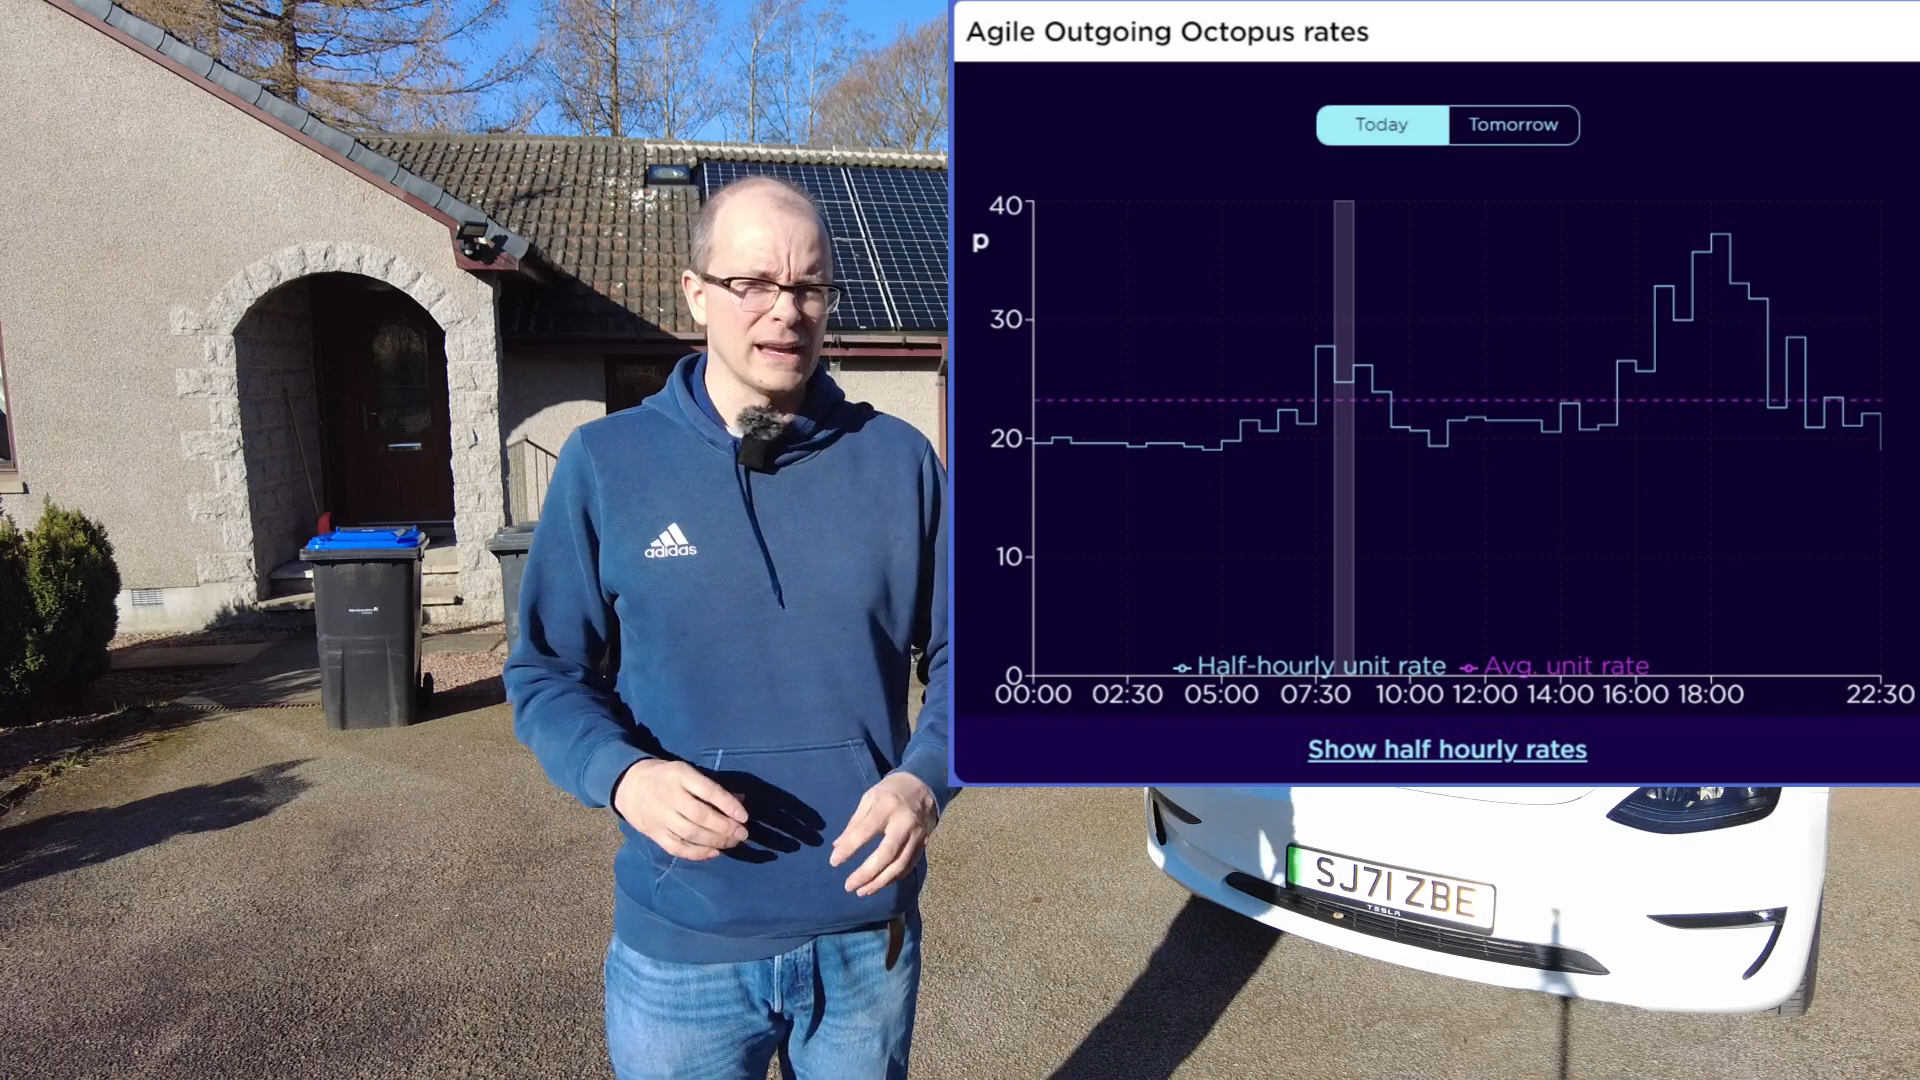 Agile Outgoing Octopus rates
Today Tomorrow
40
p
30
20
10
0
Half-hourly unit rate Avg. unit rate
00:00 02:30 05:00 07:30 10:00 12:00 14:00 16:00 18:00 22:30
Show half hourly rates
adidas
SJ71 ZBE
TESLA